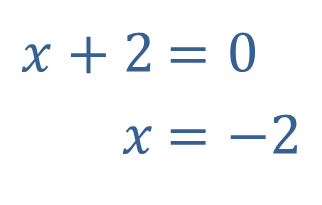 x + 2 = 0
x = −2